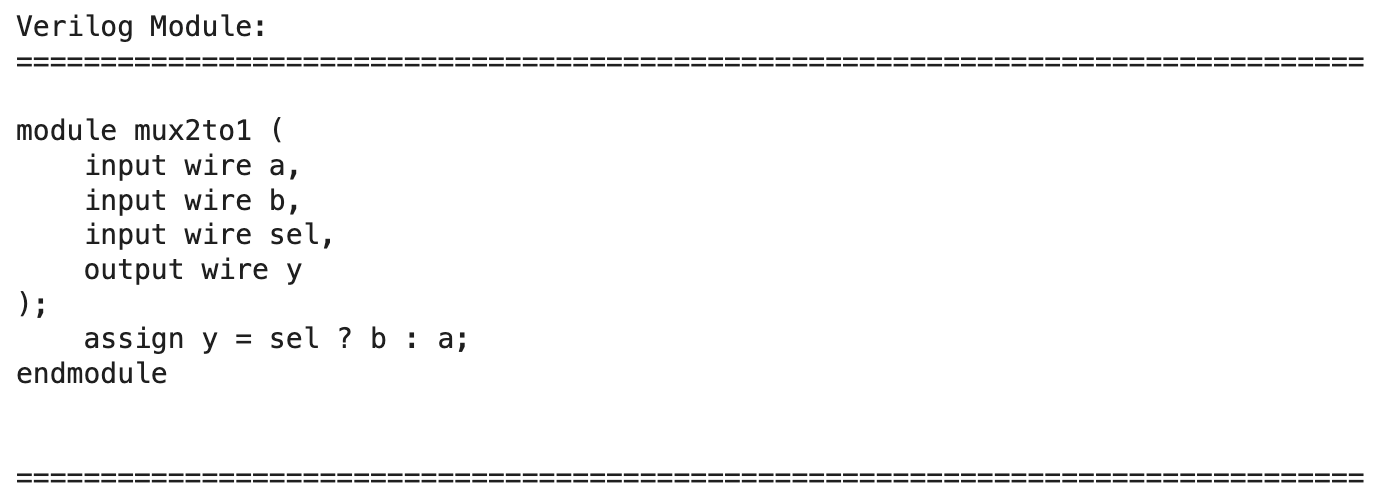 Verilog Module:
================================================================================
module mux2to1 (
    input wire a,
    input wire b,
    input wire sel,
    output wire y
);
    assign y = sel ? b : a;
endmodule
================================================================================